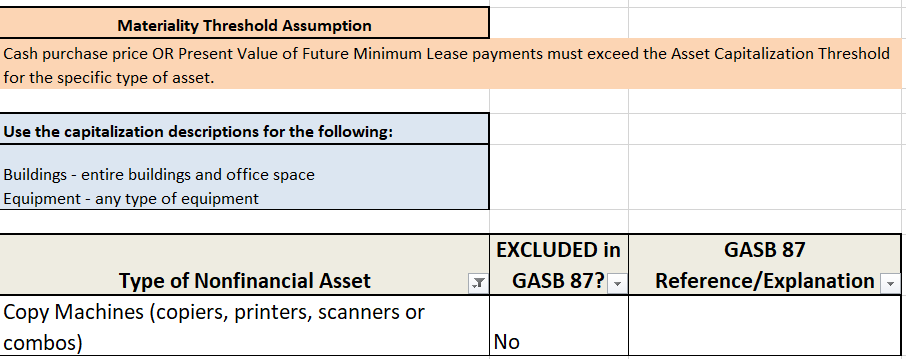 Materiality Threshold Assumption
Cash purchase price OR Present Value of Future Minimum Lease payments must exceed the Asset Capitalization Threshold
for the specific type of asset.
Use the capitalization descriptions for the following:
Buildings - entire buildings and office space
Equipment - any type of equipment
Type of Nonfinancial Asset
EXCLUDED in
GASB 87?
GASB 87
Reference/Explanation
Copy Machines (copiers, printers, scanners or
combos)
No